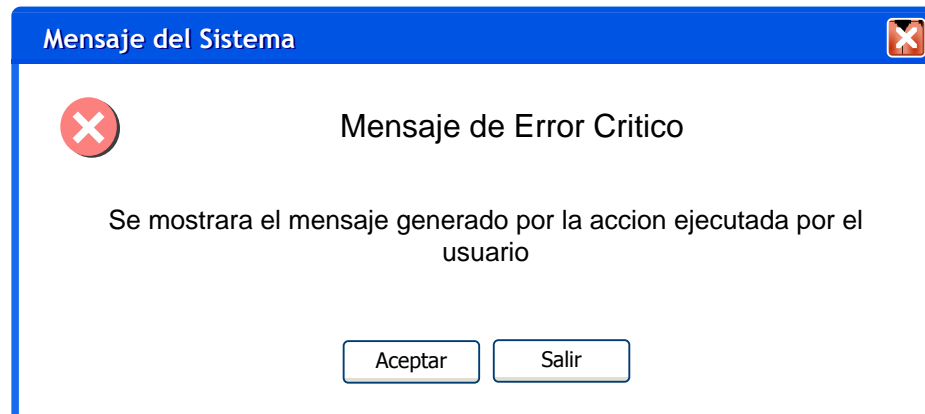 Mensaje del Sistema
Mensaje de Error Critico
Se mostrara el mensaje generado por la accion ejecutada por el
usuario
Aceptar
Salir